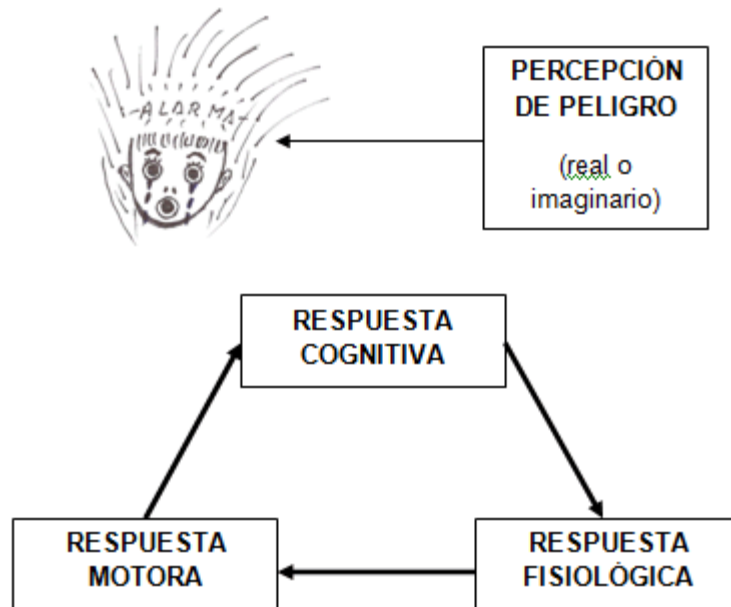 -ALARMA-
PERCEPCIÓN
DE PELIGRO
(real o
imaginario)
RESPUESTA
COGNITIVA
RESPUESTA
MOTORA
RESPUESTA
FISIOLÓGICA